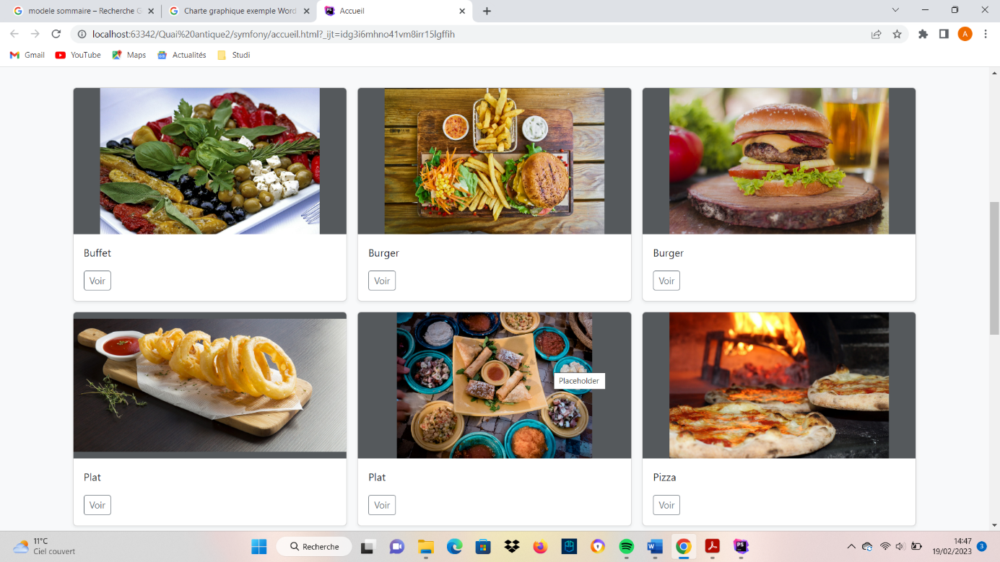 modele sommaire – Recherche G
Charte graphique exemple Word
Accueil
localhost:63342/Quai%20antique2/symfony/accueil.html?_ijt=idg3i6mhno41vm8irr15lgffih
A
Gmail
YouTube
Maps
Actualités
Studi
Buffet
Burger
Burger
Voir
Voir
Voir
Placeholder
Plat
Plat
Pizza
Voir
Voir
Voir
11°C
Ciel couvert
Recherche
14:47
19/02/2023
3